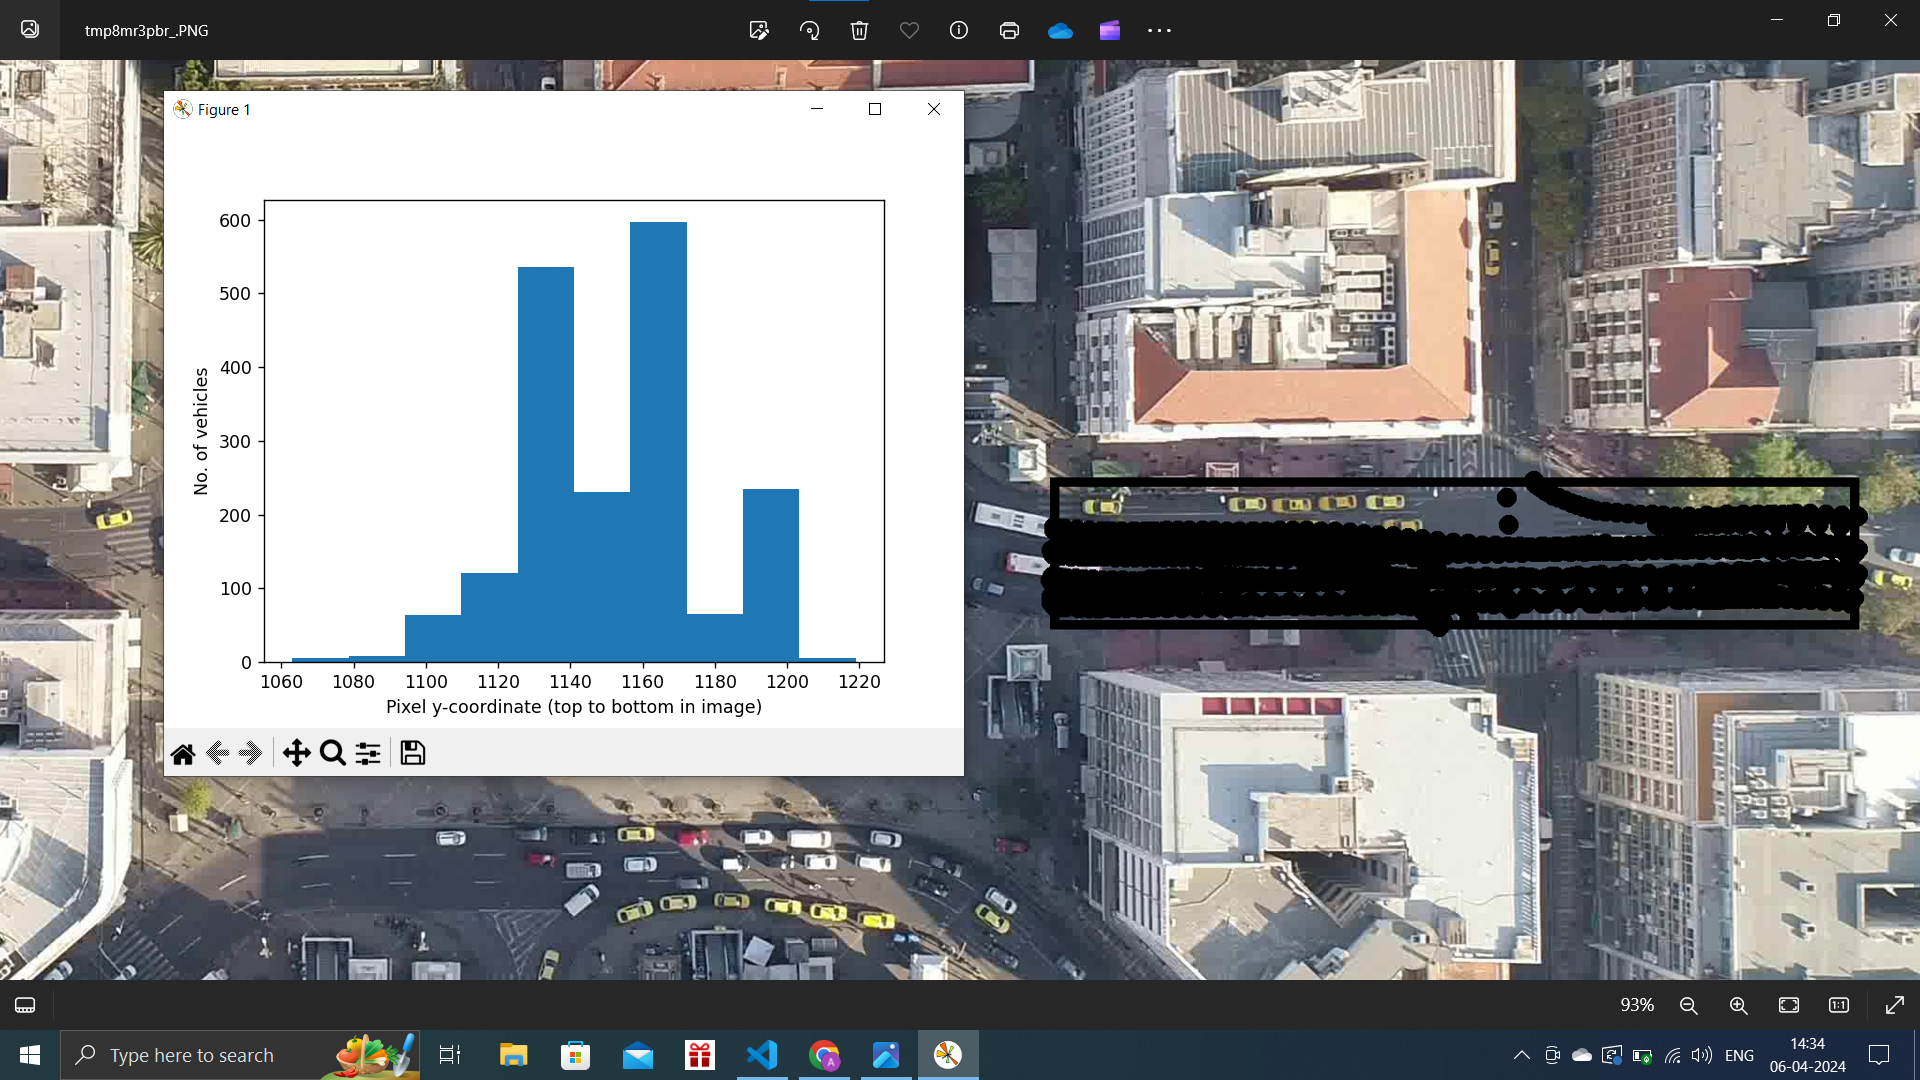 tmp8mr3pbr_.PNG
Figure 1
600
500
400
300
200
100
0
No. of vehicles
1060 1080 1100 1120 1140 1160 1180 1200 1220
Pixel y-coordinate (top to bottom in image)
93%
1:1
Type here to search
A
ENG
14:34
06-04-2024